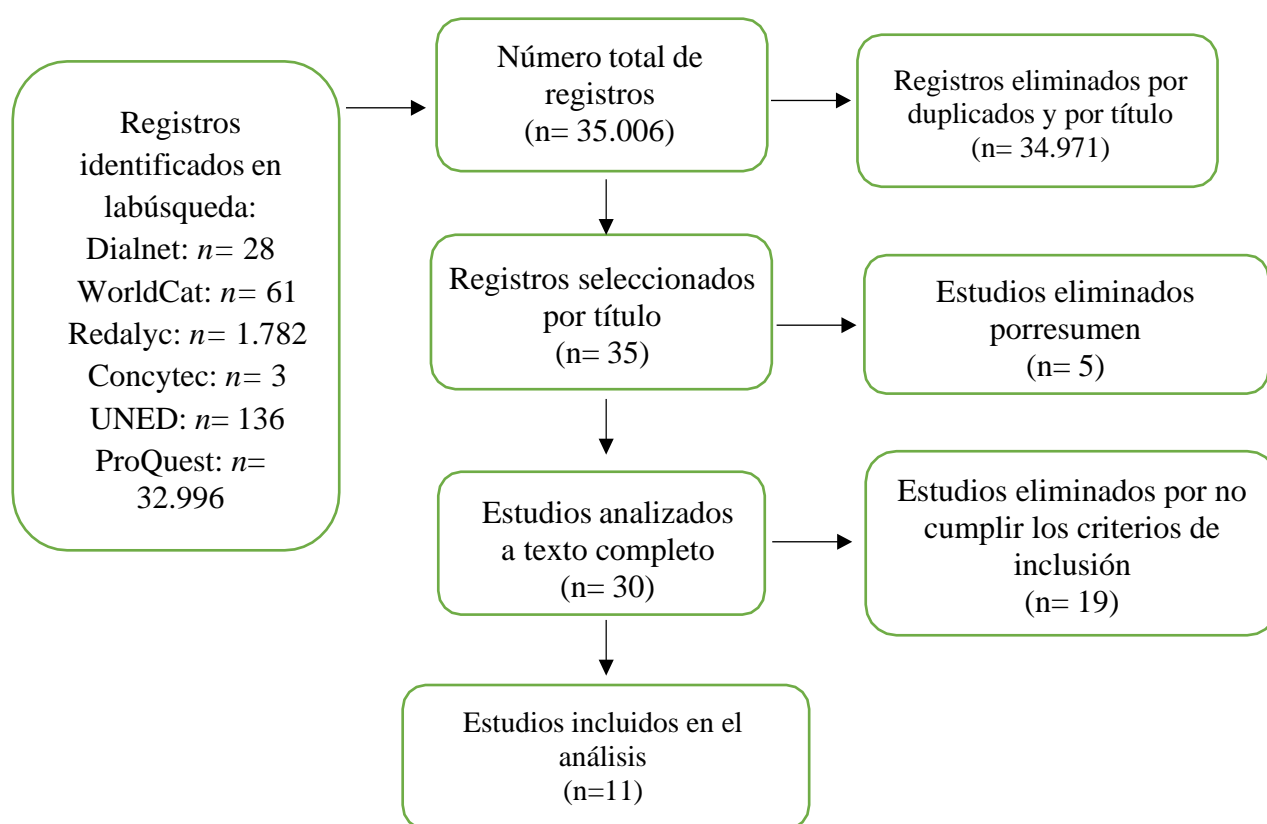 Registros
identificados en
labúsqueda:
Dialnet: n= 28
WorldCat: n= 61
Redalyc: n= 1.782
Concytec: n= 3
UNED: n= 136
ProQuest: n=
32.996
Número total de
registros
(n= 35.006)
Registros eliminados por
duplicados y por título
(n= 34.971)
Registros seleccionados
por título
(n= 35)
Estudios eliminados
porresumen
(n= 5)
Estudios analizados
a texto completo
(n= 30)
Estudios eliminados por no
cumplir los criterios de
inclusión
(n= 19)
Estudios incluidos en el
análisis
(n=11)